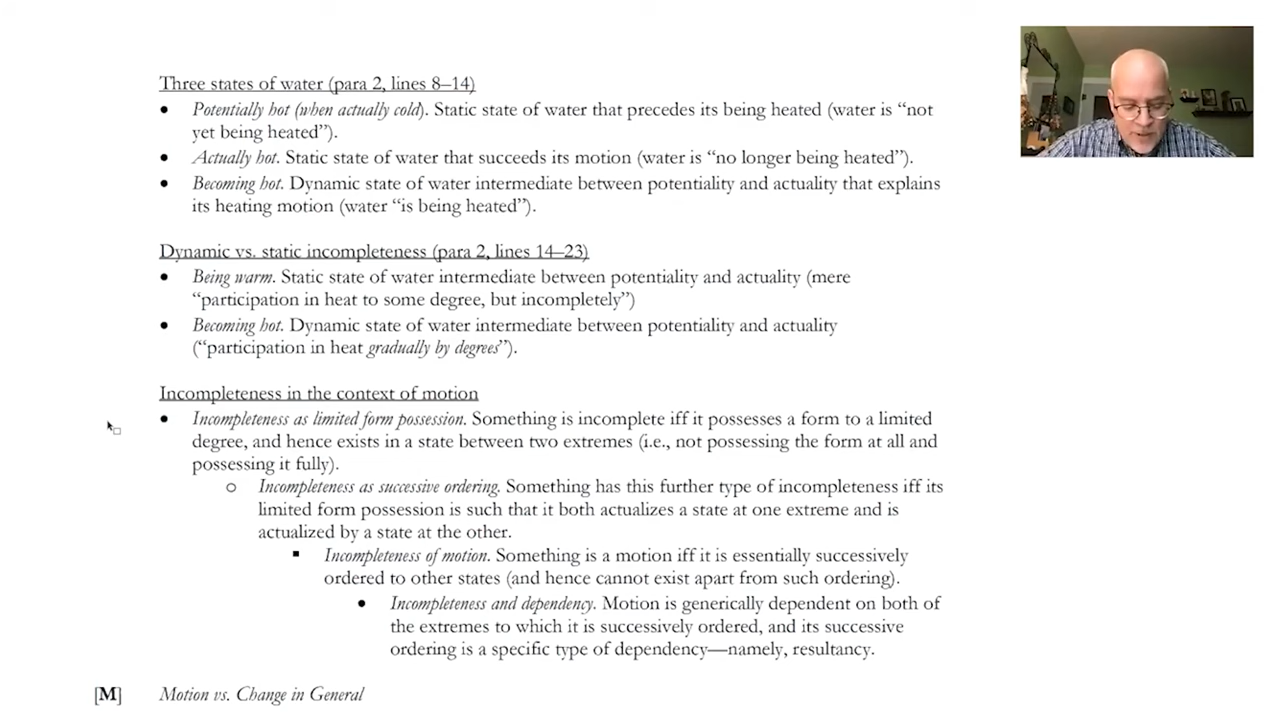 Three states of water (para 2, lines 8–14)
• Potentially hot (when actually cold). Static state of water that precedes its being heated (water is “not
yet being heated”).
• Actually hot. Static state of water that succeeds its motion (water is “no longer being heated”).
• Becoming hot. Dynamic state of water intermediate between potentiality and actuality that explains
its heating motion (water “is being heated”).
Dynamic vs. static incompleteness (para 2, lines 14–23)
• Being warm. Static state of water intermediate between potentiality and actuality (mere
“participation in heat to some degree, but incompletely”)
• Becoming hot. Dynamic state of water intermediate between potentiality and actuality
(“participation in heat gradually by degrees”).
Incompleteness in the context of motion
• Incompleteness as limited form possession. Something is incomplete iff it possesses a form to a limited
degree, and hence exists in a state between two extremes (i.e., not possessing the form at all and
possessing it fully).
○ Incompleteness as successive ordering. Something has this further type of incompleteness iff its
limited form possession is such that it both actualizes a state at one extreme and is
actualized by a state at the other.
▪ Incompleteness of motion. Something is a motion iff it is essentially successively
ordered to other states (and hence cannot exist apart from such ordering).
• Incompleteness and dependency. Motion is generically dependent on both of
the extremes to which it is successively ordered, and its successive
ordering is a specific type of dependency—namely, resultancy.
[M] Motion vs. Change in General